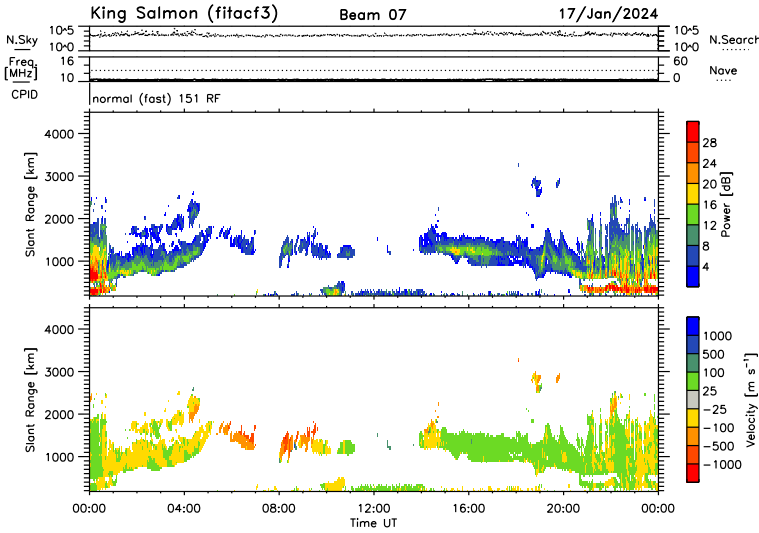 King Salmon (fitacf3) Beam 07 17/Jan/2024
N.Sky 10^5 10^0 10^5 10^0 N.Search
Freq. [MHz] 16 10 60 0 Nave
CPID normal (fast) 151 RF
Slant Range [km] 4000 3000 2000 1000
28 24 20 16 12 8 4 Power [dB]
Slant Range [km] 4000 3000 2000 1000
1000 500 100 25 -25 -100 -500 -1000 Velocity [m s⁻¹]
00:00 04:00 08:00 12:00 16:00 20:00 00:00
Time UT